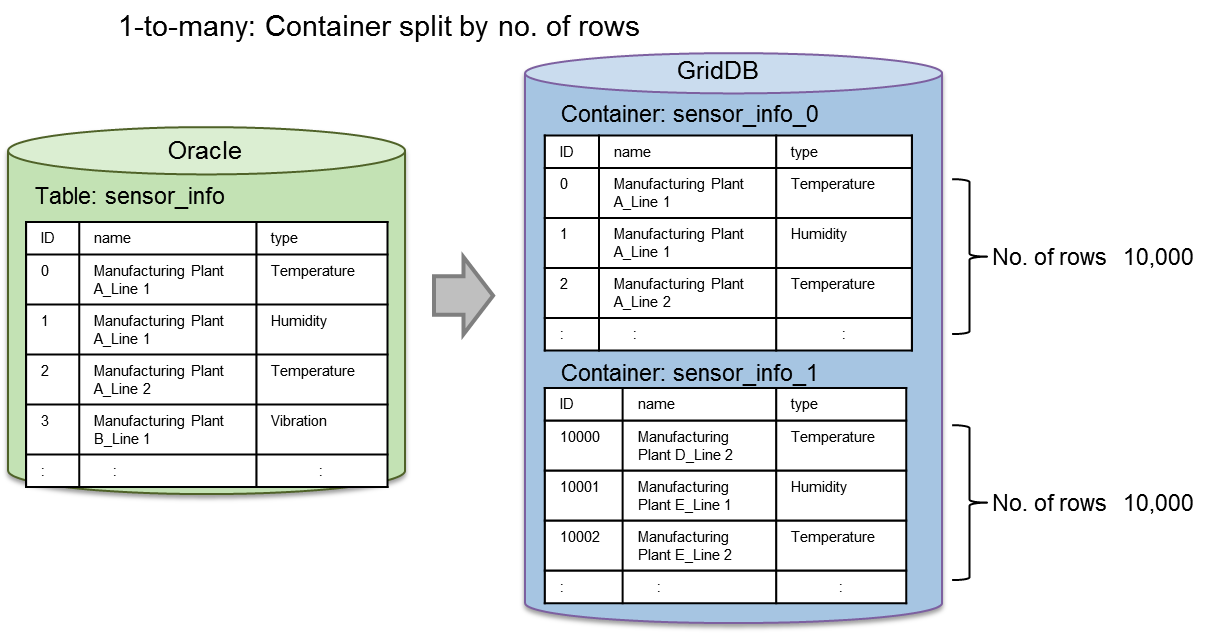 1-to-many: Container split by no. of rows
Oracle
Table: sensor_info
ID name type
0 Manufacturing Plant A_Line 1 Temperature
1 Manufacturing Plant A_Line 1 Humidity
2 Manufacturing Plant A_Line 2 Temperature
3 Manufacturing Plant B_Line 1 Vibration
: : :
GridDB
Container: sensor_info_0
ID name type
0 Manufacturing Plant A_Line 1 Temperature
1 Manufacturing Plant A_Line 1 Humidity
2 Manufacturing Plant A_Line 2 Temperature
: : :
No. of rows 10,000
Container: sensor_info_1
ID name type
10000 Manufacturing Plant D_Line 2 Temperature
10001 Manufacturing Plant E_Line 1 Humidity
10002 Manufacturing Plant E_Line 2 Temperature
: : :
No. of rows 10,000